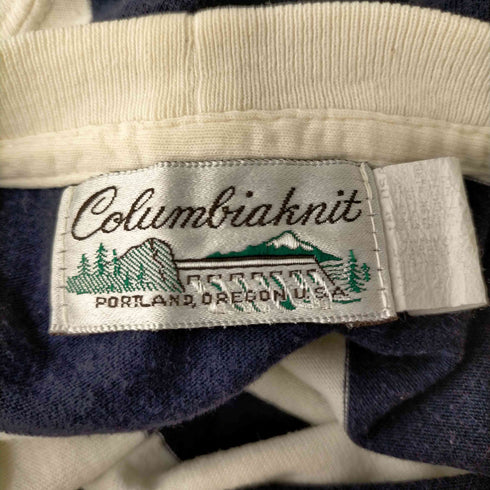 Columbiaknit
PORTLAND, OREGON U.S.A.